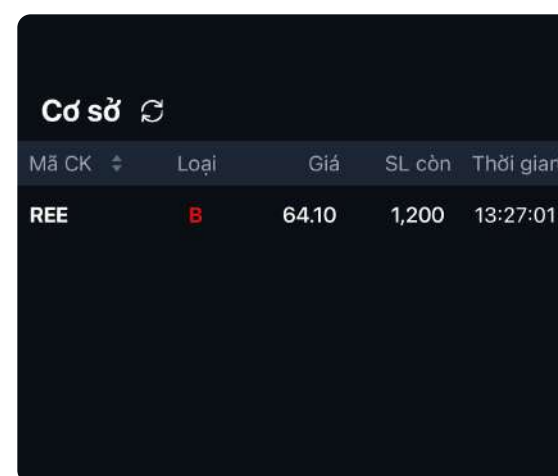 Cơ sở
Mã CK Loại Giá SL còn Thời gian
REE B 64.10 1,200 13:27:01